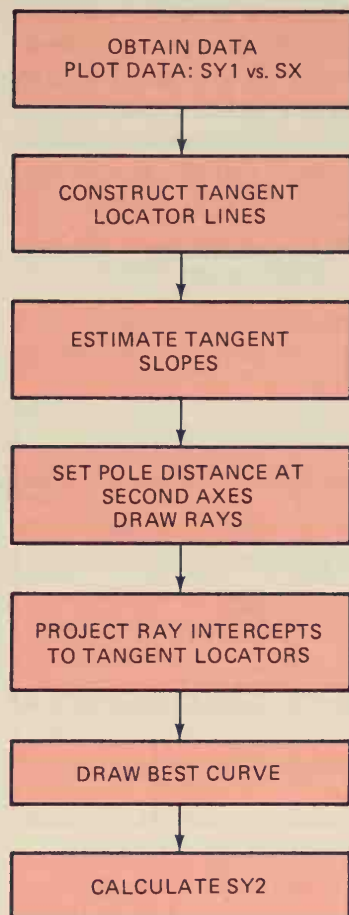 OBTAIN DATA
PLOT DATA: SY1 vs. SX
CONSTRUCT TANGENT
LOCATOR LINES
ESTIMATE TANGENT
SLOPES
SET POLE DISTANCE AT
SECOND AXES
DRAW RAYS
PROJECT RAY INTERCEPTS
TO TANGENT LOCATORS
DRAW BEST CURVE
CALCULATE SY2